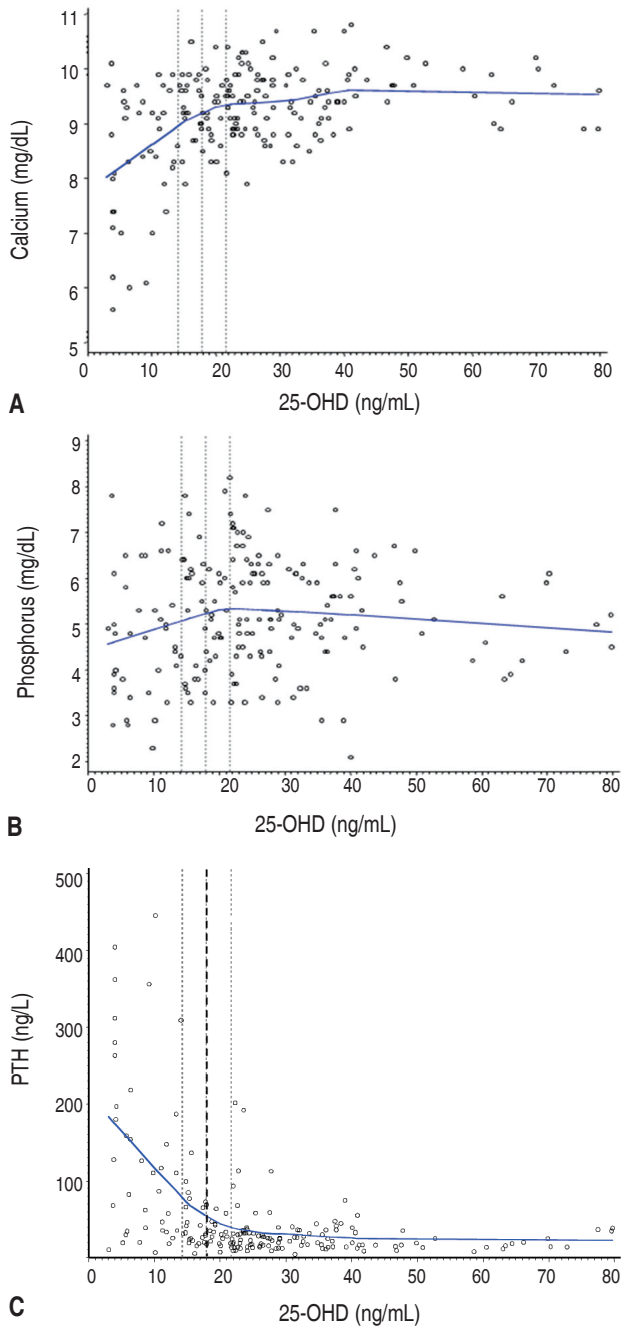 11
10
9
8
7
6
5
Calcium (mg/dL)
0 10 20 30 40 50 60 70 80
25-OHD (ng/mL)
A
9
8
7
6
5
4
3
2
Phosphorus (mg/dL)
0 10 20 30 40 50 60 70 80
25-OHD (ng/mL)
B
500
400
300
200
100
PTH (ng/L)
0 10 20 30 40 50 60 70 80
25-OHD (ng/mL)
C